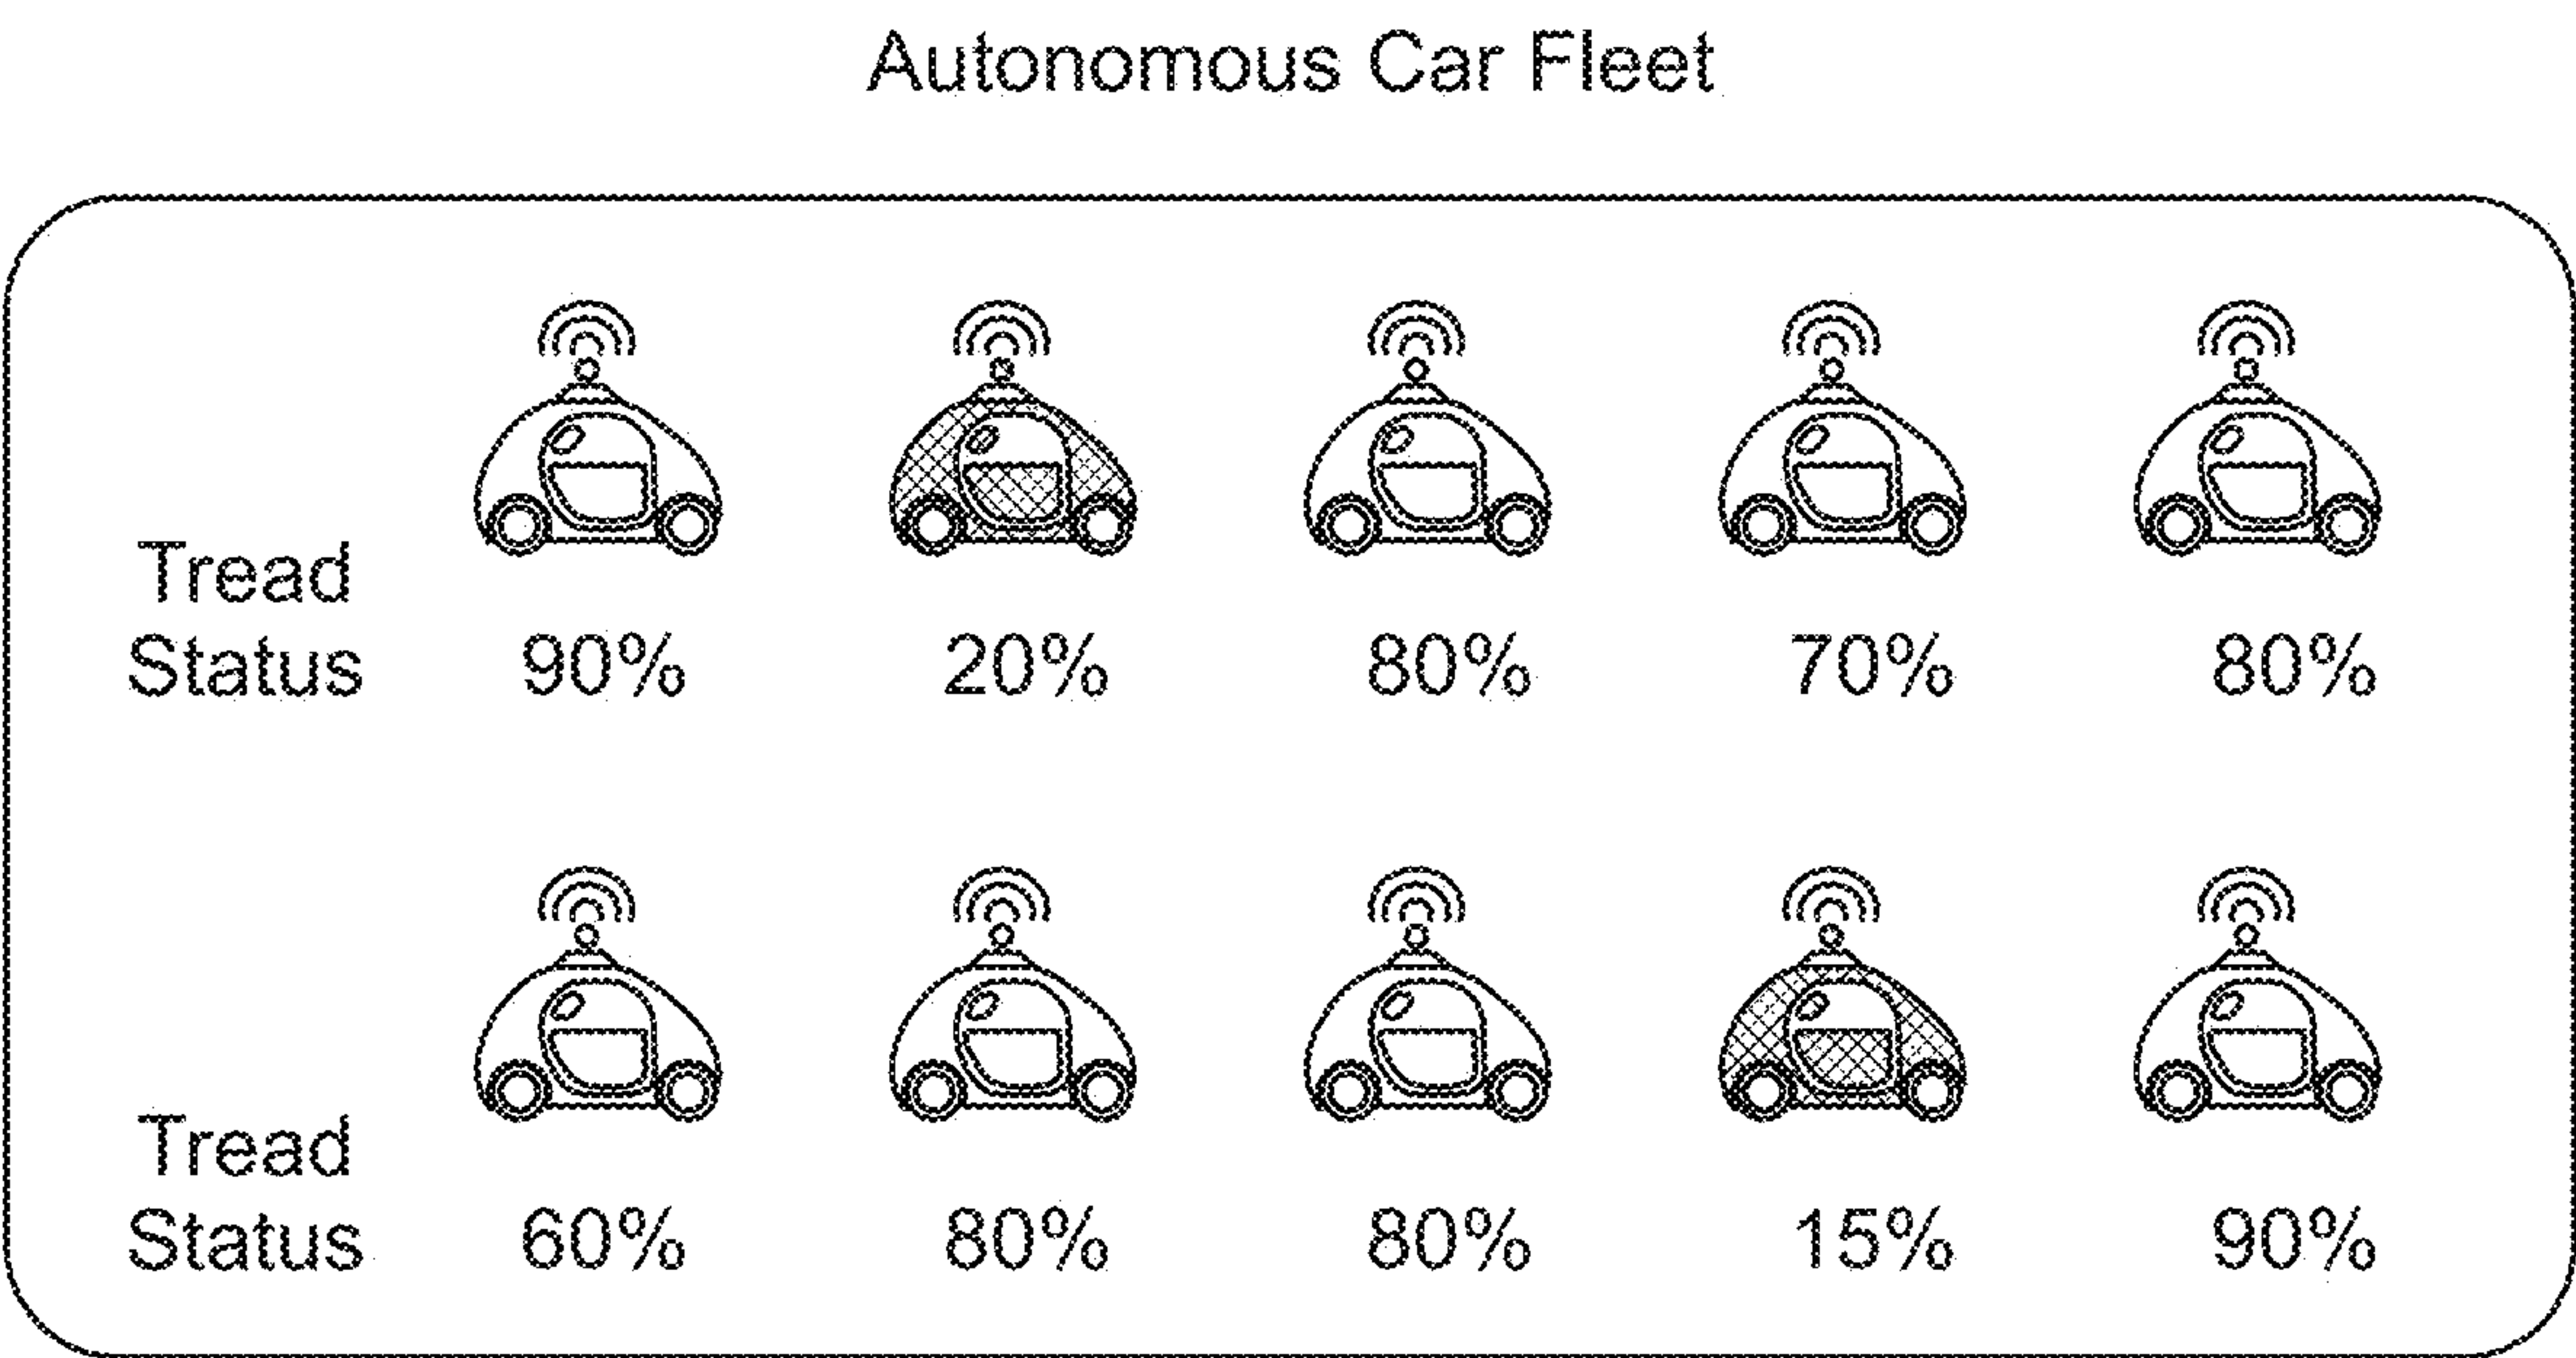 Autonomous Car Fleet
Tread
Status 90% 20% 80% 70% 80%
Tread
Status 60% 80% 80% 15% 90%